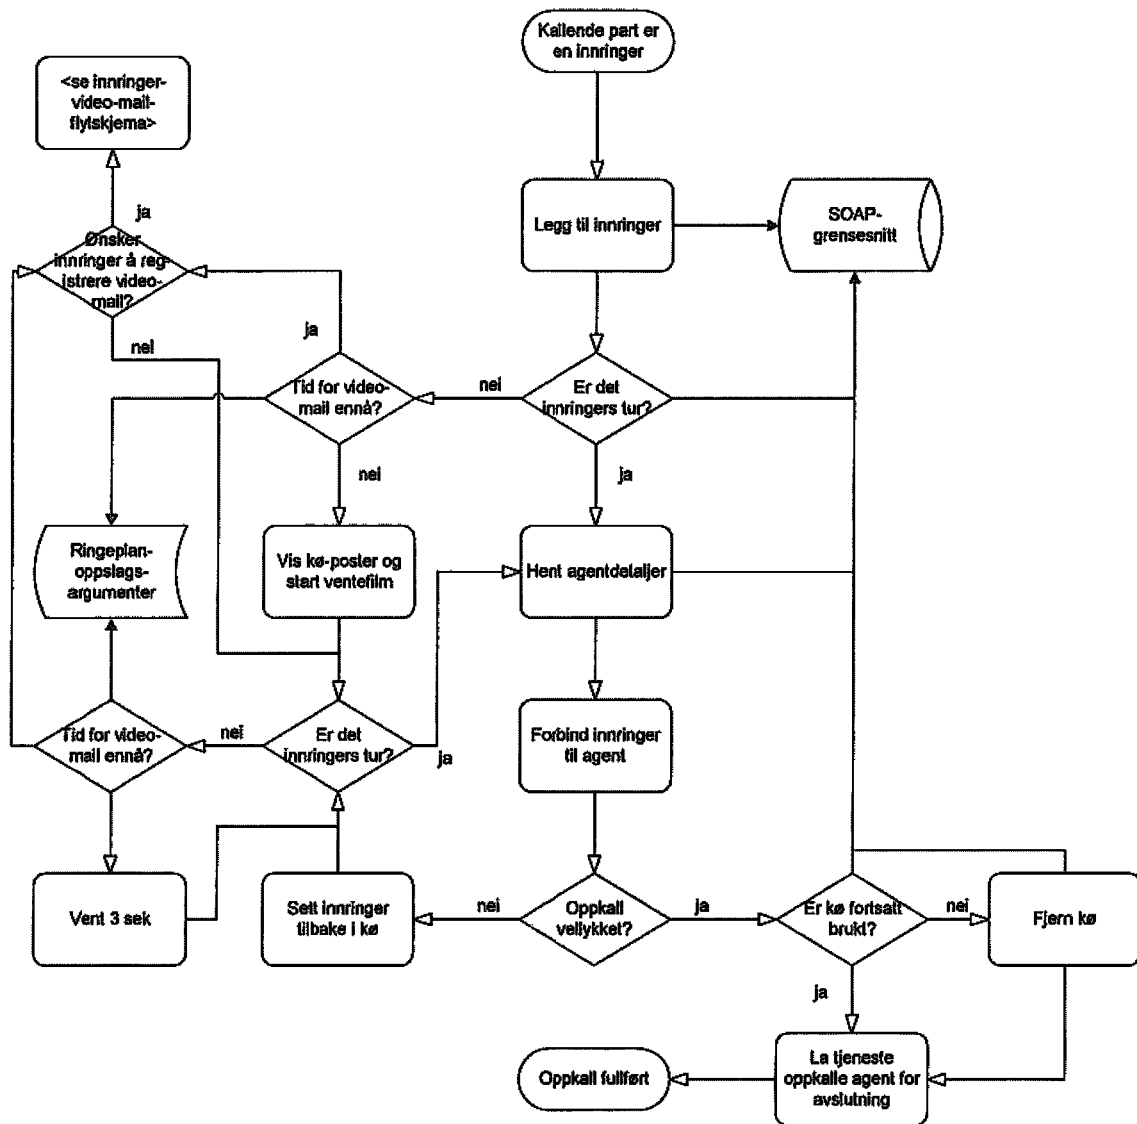 Kallende part er
en innringer
<se innringer-
video-mail-
flytskjema>
Legg til innringer
SOAP-
grensesnitt
ja
Ønsker
innringer å reg-
istrere video-
mail?
nei
ja
Tid for video-
mail ennå?
nei
Er det
innringers tur?
nei
ja
Ringeplan-
oppslags-
argumenter
Vis kø-poster og
start ventefilm
Hent agentdetaljer
Tid for video-
mail ennå?
nei
Er det
innringers tur?
ja
Forbind innringer
til agent
Vent 3 sek
Sett innringer
tilbake i kø
nei
Oppkall
vellykket?
ja
Er kø fortsatt
brukt?
nei
Fjern kø
ja
Oppkall fullført
La tjeneste
oppkalle agent for
avslutning